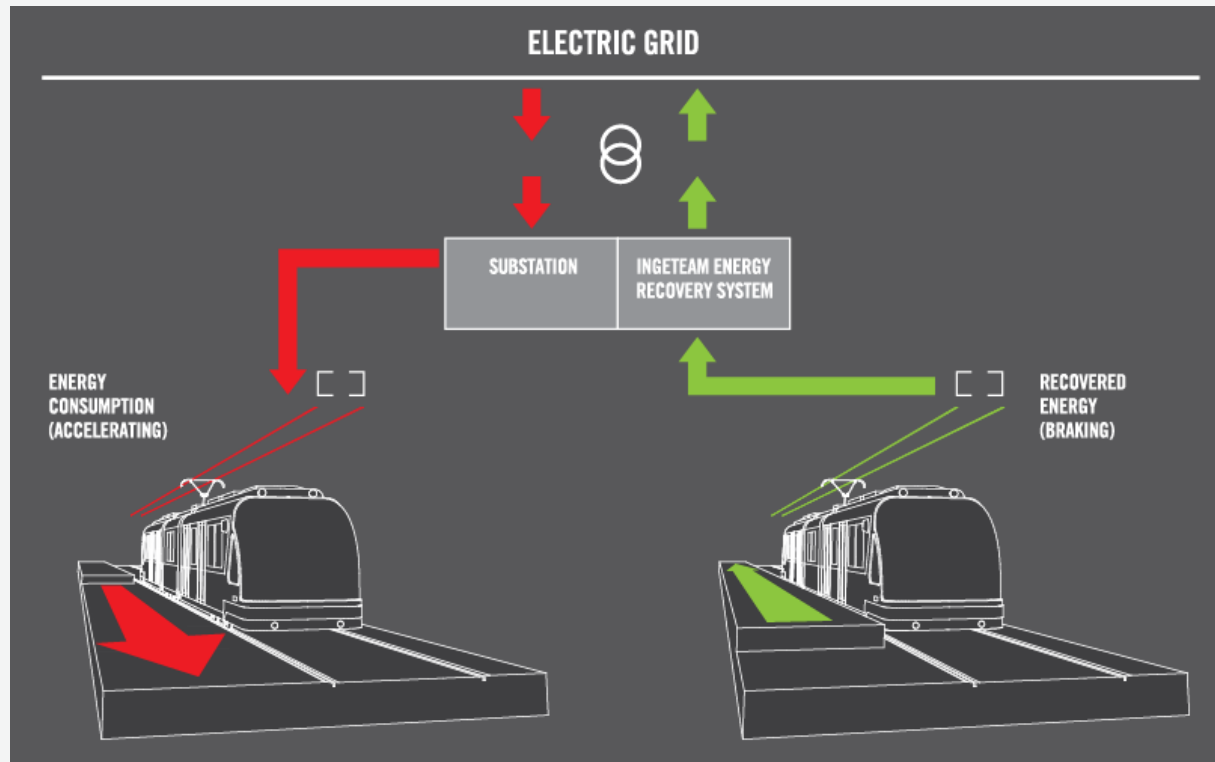 ELECTRIC GRID
SUBSTATION
INGETEAM ENERGY
RECOVERY SYSTEM
ENERGY
CONSUMPTION
(ACCELERATING)
RECOVERED
ENERGY
(BRAKING)